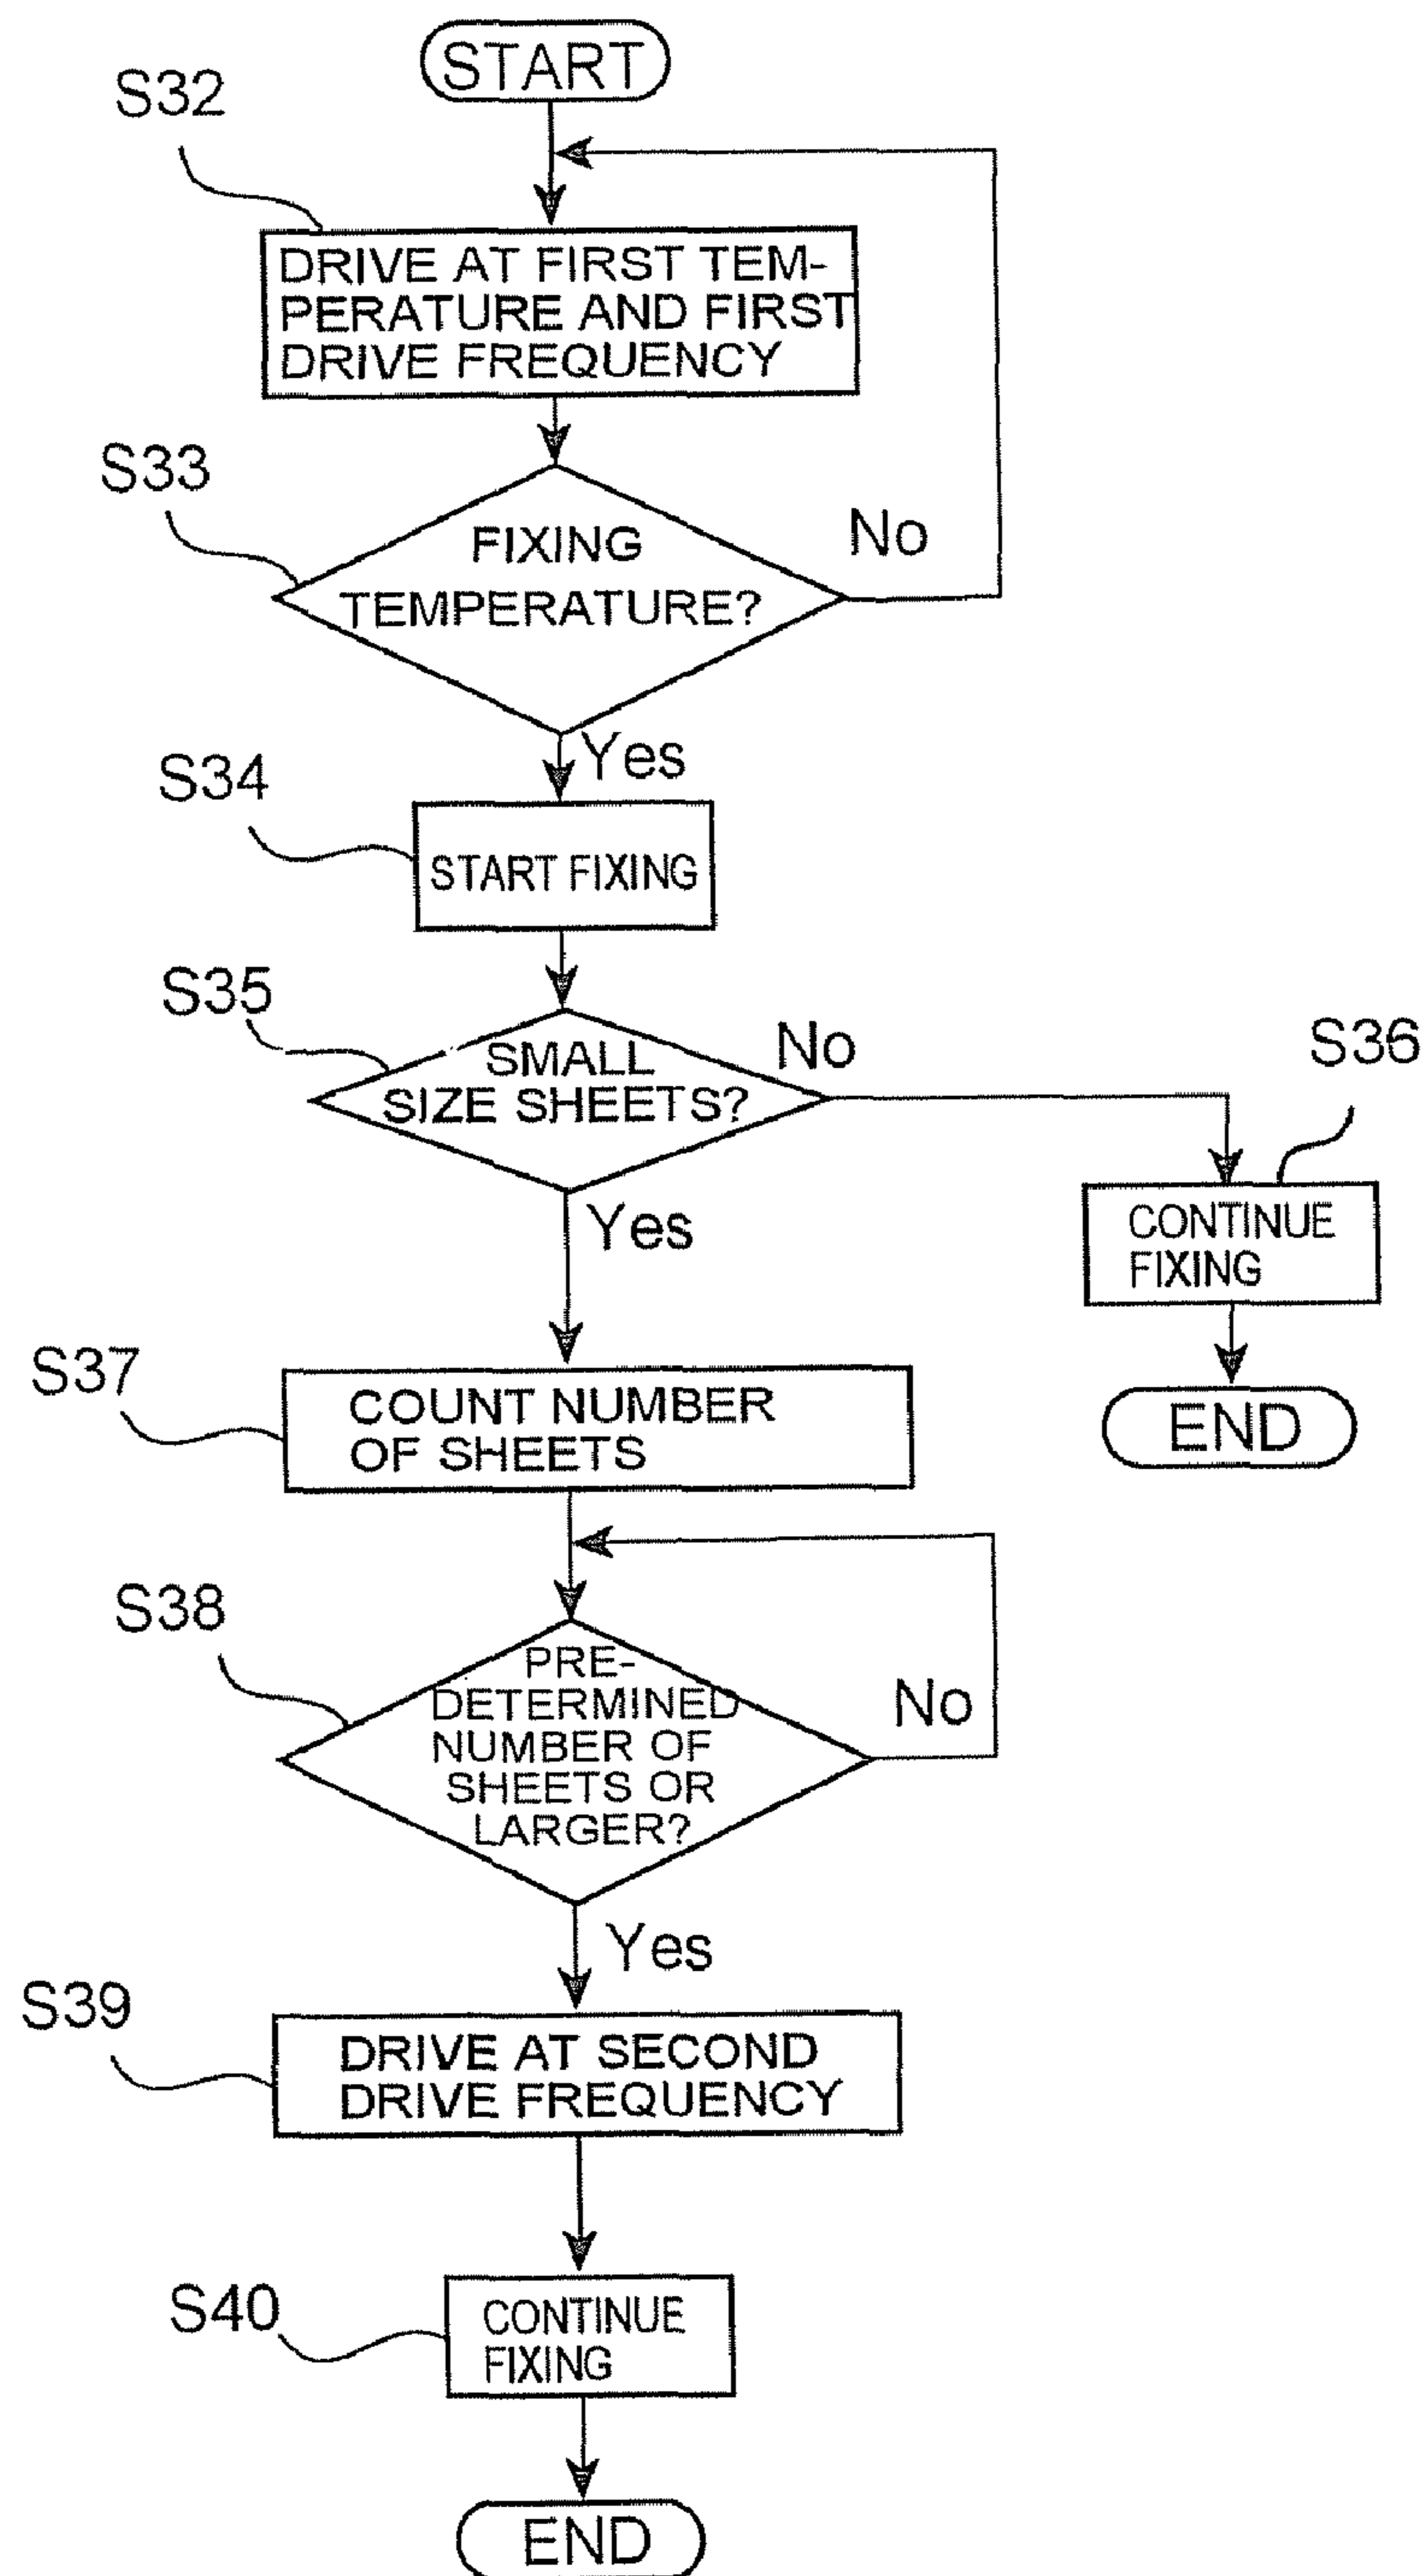 START
S32
DRIVE AT FIRST TEM-
PERATURE AND FIRST
DRIVE FREQUENCY
S33
FIXING
TEMPERATURE?
No
Yes
S34
START FIXING
S35
SMALL
SIZE SHEETS?
No
S36
CONTINUE
FIXING
END
Yes
S37
COUNT NUMBER
OF SHEETS
S38
PRE-
DETERMINED
NUMBER OF
SHEETS OR
LARGER?
No
Yes
S39
DRIVE AT SECOND
DRIVE FREQUENCY
S40
CONTINUE
FIXING
END